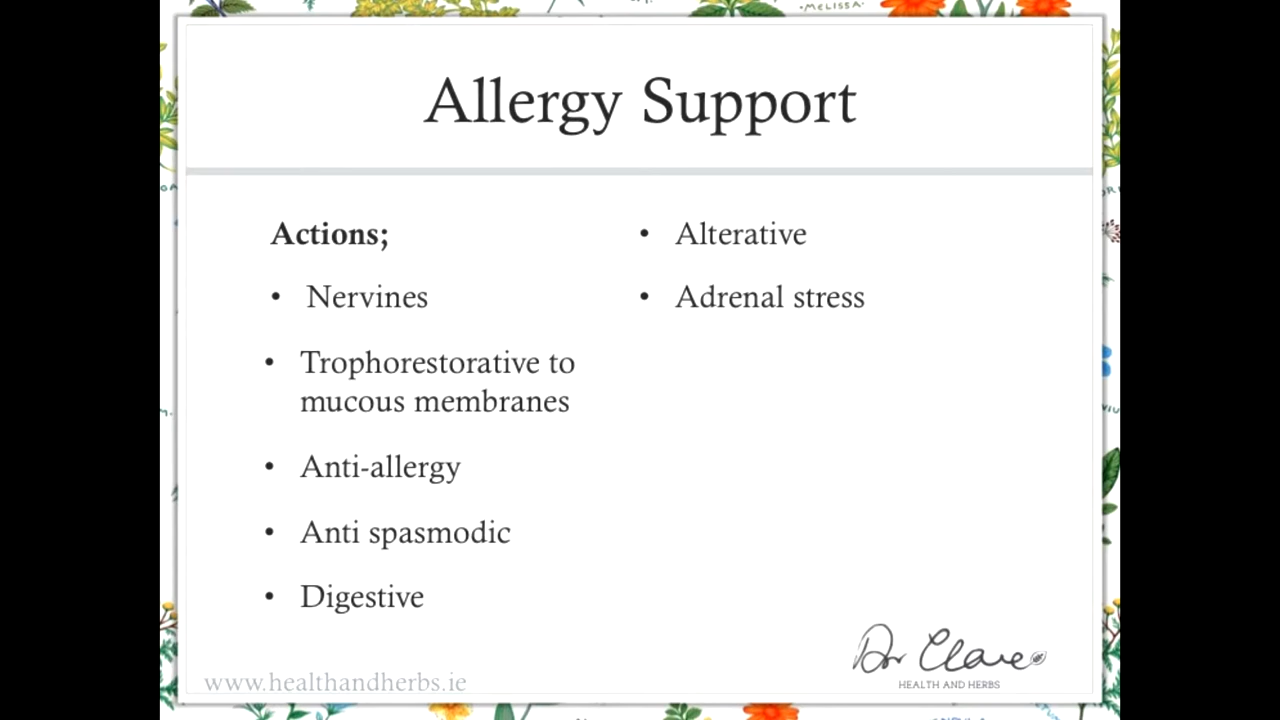 ·MELISSA·
Allergy Support
Actions;
• Nervines
• Trophorestorative to
mucous membranes
• Anti-allergy
• Anti spasmodic
• Digestive
• Alterative
• Adrenal stress
Dr Clare
HEALTH AND HERBS
www.healthandherbs.ie